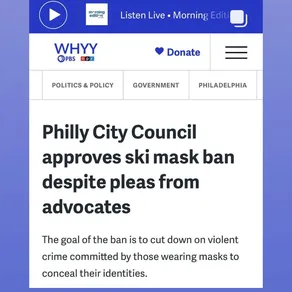 Listen Live • Morning Editi
WHYY
PBS npr
Donate
POLITICS & POLICY GOVERNMENT PHILADELPHIA
Philly City Council
approves ski mask ban
despite pleas from
advocates
The goal of the ban is to cut down on violent
crime committed by those wearing masks to
conceal their identities.